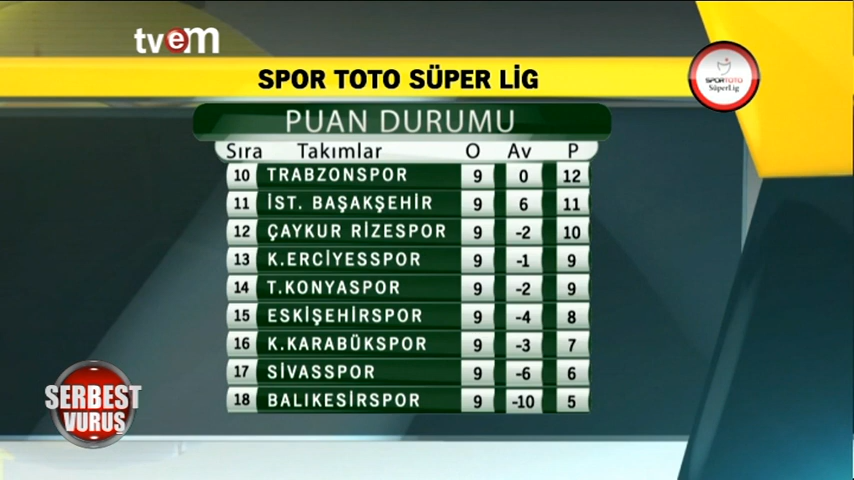 tvem
SPOR TOTO SÜPER LİG
SPORTOTO
SüperLig
PUAN DURUMU
Sıra Takımlar O Av P
10 TRABZONSPOR 9 0 12
11 İST. BAŞAKŞEHİR 9 6 11
12 ÇAYKUR RİZESPOR 9 -2 10
13 K.ERCİYESSPOR 9 -1 9
14 T.KONYASPOR 9 -2 9
15 ESKİŞEHİRSPOR 9 -4 8
16 K.KARABÜKSPOR 9 -3 7
17 SİVASSPOR 9 -6 6
18 BALIKESİRSPOR 9 -10 5
SERBEST
VURUŞ